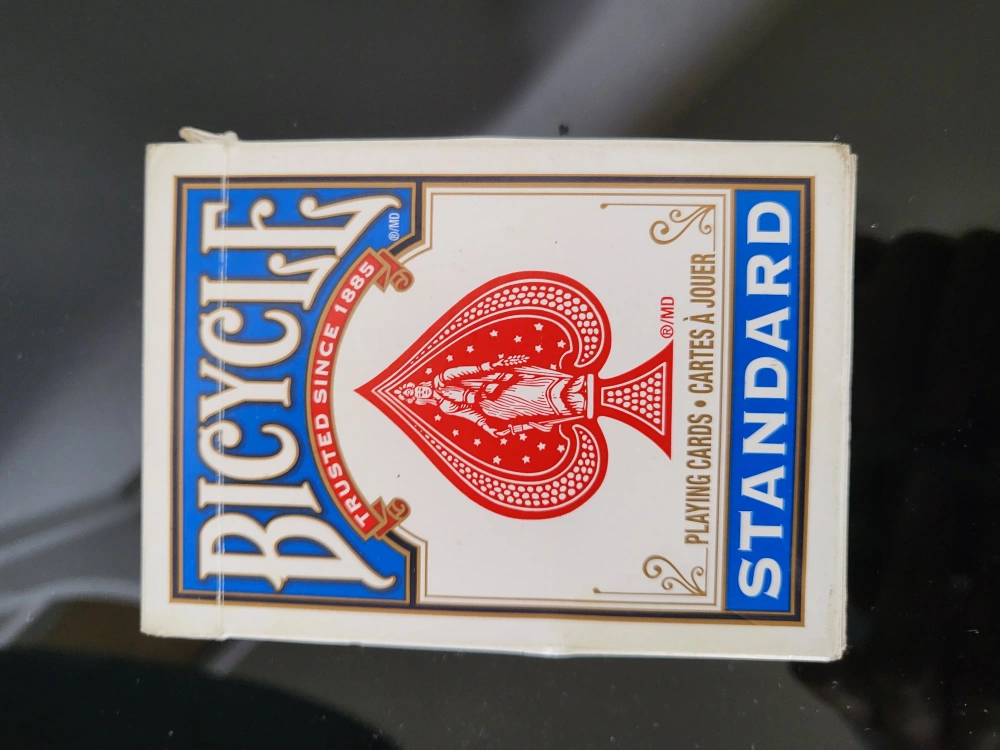 BICYCLE
®/MD
TRUSTED SINCE 1885
®/MD
PLAYING CARDS • CARTES À JOUER
STANDARD